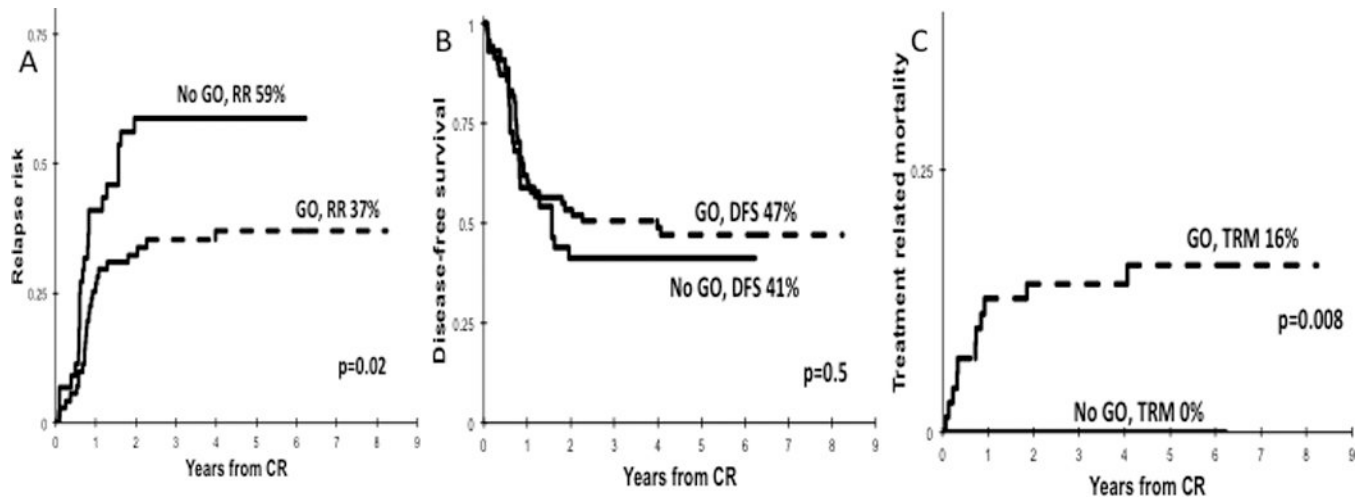 A
Relapse risk
0.75
0.5
0.25
0
No GO, RR 59%
GO, RR 37%
p=0.02
0 1 2 3 4 5 6 7 8 9
Years from CR
B
Disease-free survival
1
0.75
0.5
0.25
0
GO, DFS 47%
No GO, DFS 41%
p=0.5
0 1 2 3 4 5 6 7 8 9
Years from CR
C
Treatment related mortality
0.25
0
GO, TRM 16%
p=0.008
No GO, TRM 0%
0 1 2 3 4 5 6 7 8 9
Years from CR